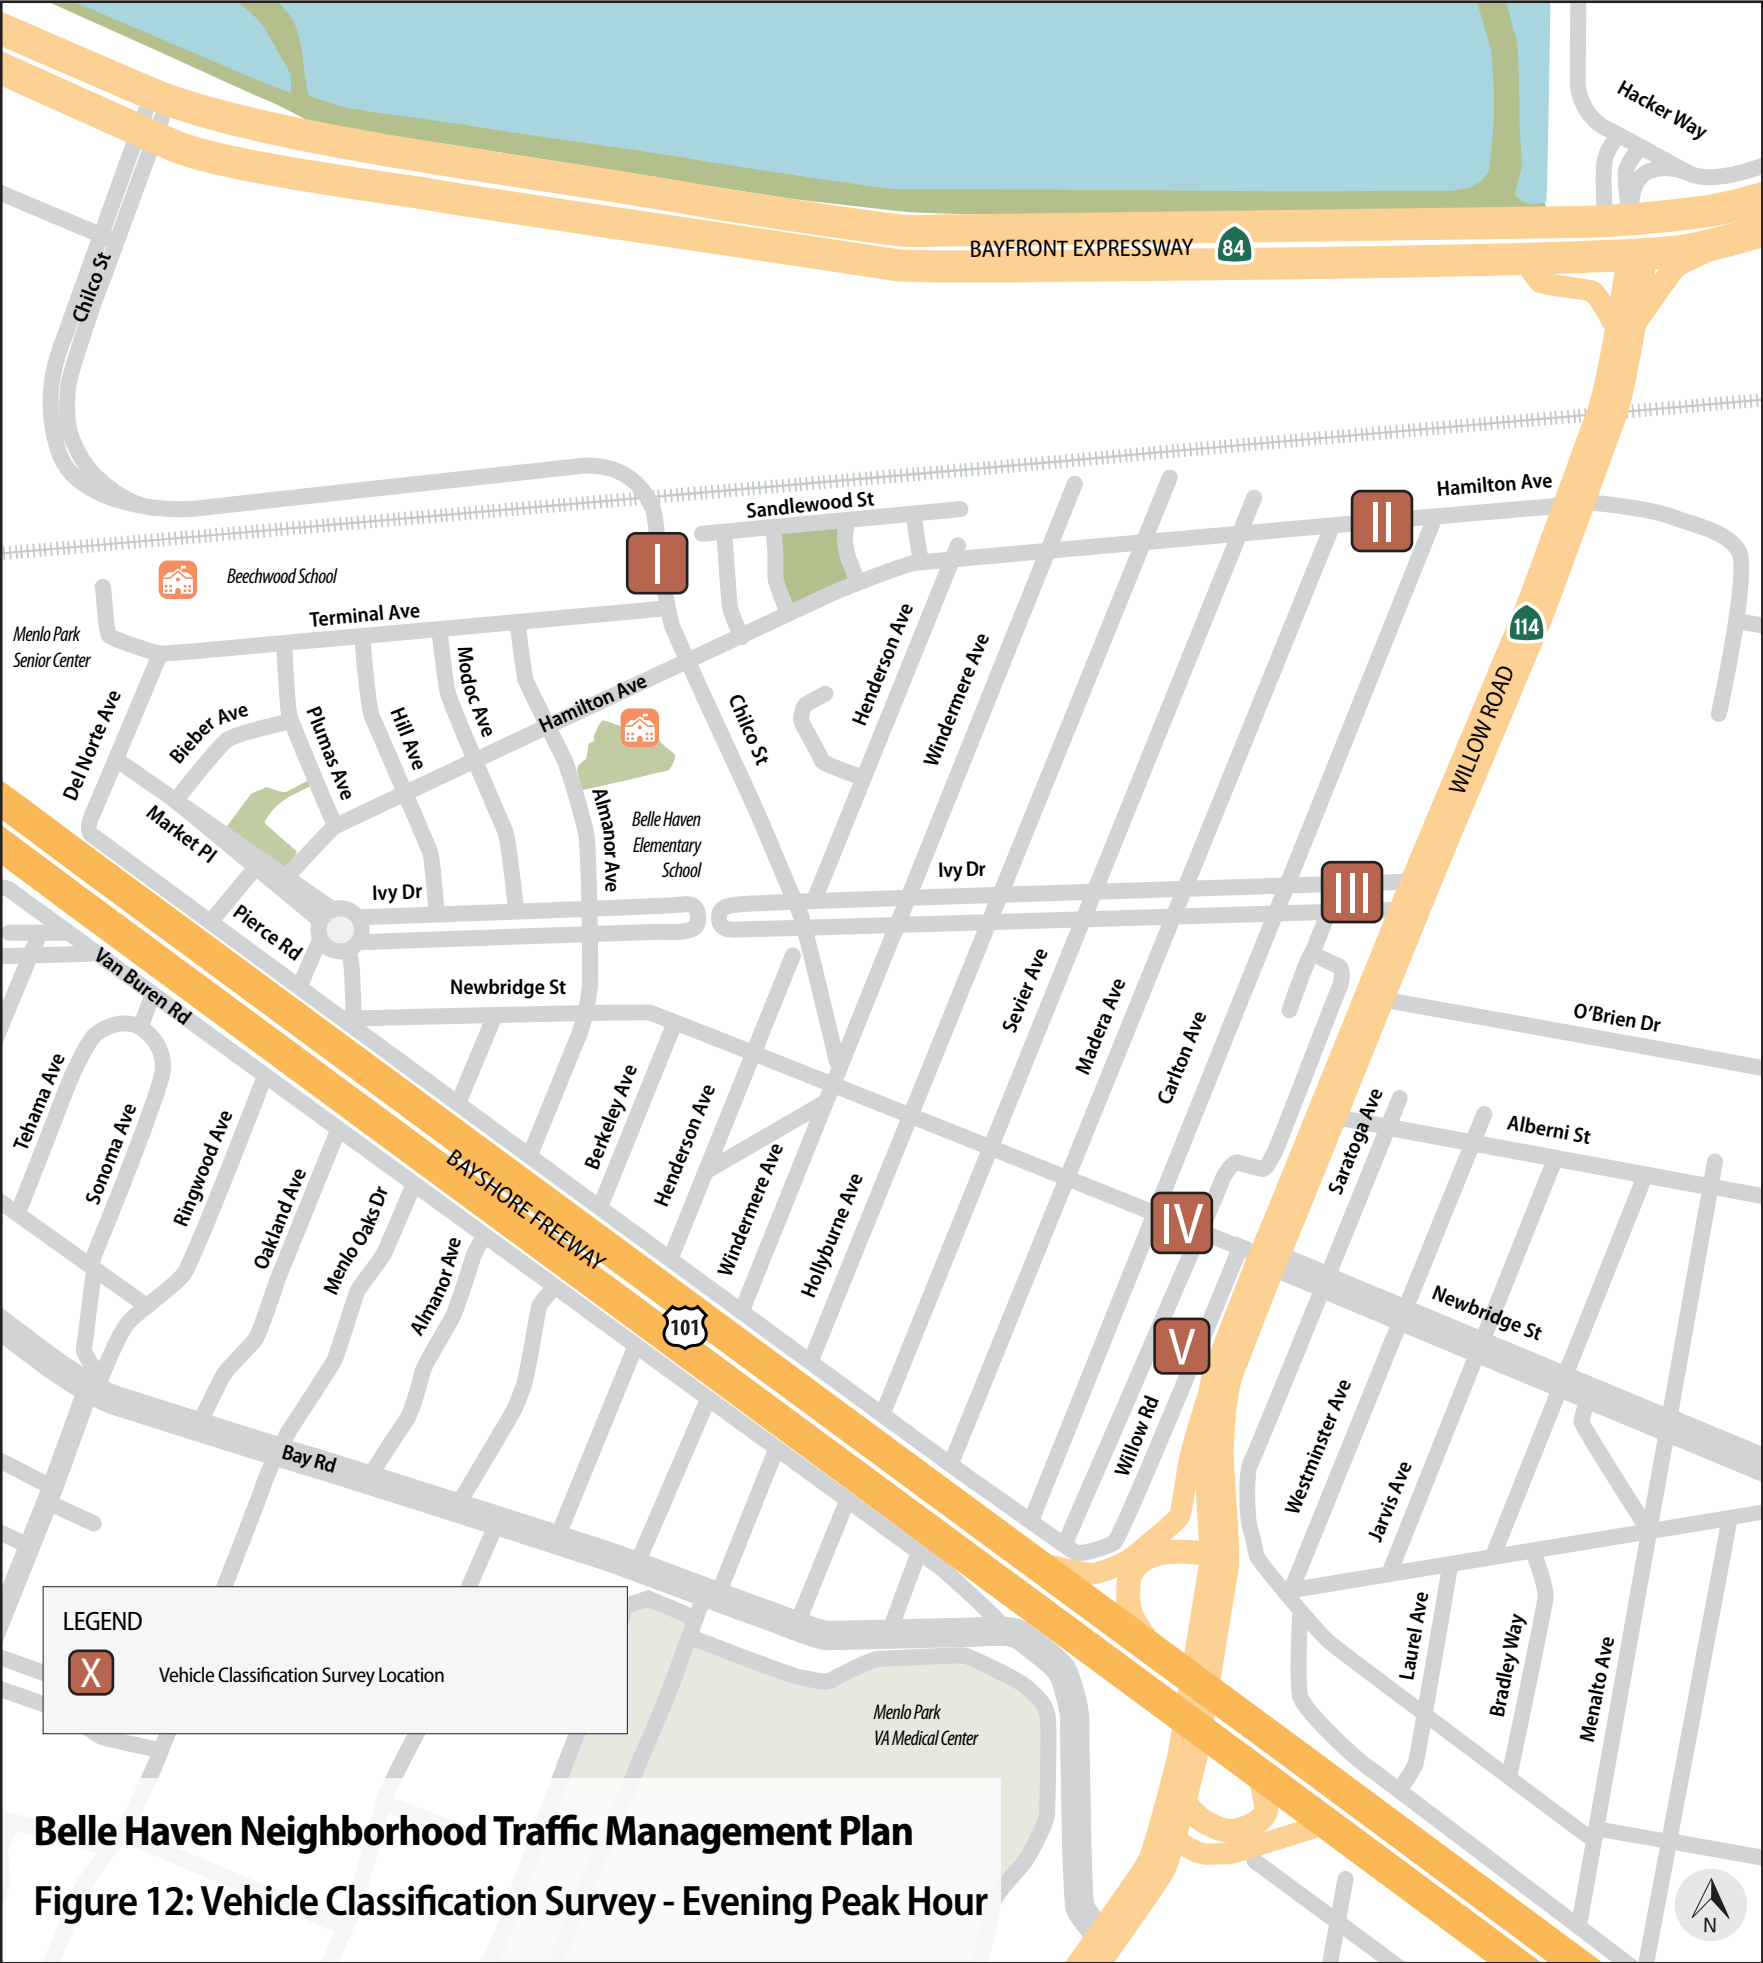 Hacker Way
BAYFRONT EXPRESSWAY
84
Chilco St
Hamilton Ave
Sandlewood St
II
I
Beechwood School
Terminal Ave
114
Menlo Park
Senior Center
Henderson Ave
Windermere Ave
Modoc Ave
Hamilton Ave
Del Norte Ave
Bieber Ave
Plumas Ave
Hill Ave
Chilco St
WILLOW ROAD
Market Pl
Almanor Ave
Belle Haven
Elementary
School
Ivy Dr
Ivy Dr
III
Pierce Rd
Van Buren Rd
Newbridge St
Sevier Ave
Madera Ave
Carlton Ave
O'Brien Dr
Tehama Ave
Sonoma Ave
Ringwood Ave
Berkeley Ave
Henderson Ave
Saratoga Ave
Alberni St
Oakland Ave
Menlo Oaks Dr
Almanor Ave
BAYSHORE FREEWAY
Windermere Ave
Hollyburne Ave
IV
101
Newbridge St
V
Willow Rd
Westminster Ave
Jarvis Ave
Bay Rd
Laurel Ave
Bradley Way
Menalto Ave
LEGEND
X
Vehicle Classification Survey Location
Menlo Park
VA Medical Center
Belle Haven Neighborhood Traffic Management Plan
Figure 12: Vehicle Classification Survey - Evening Peak Hour
N